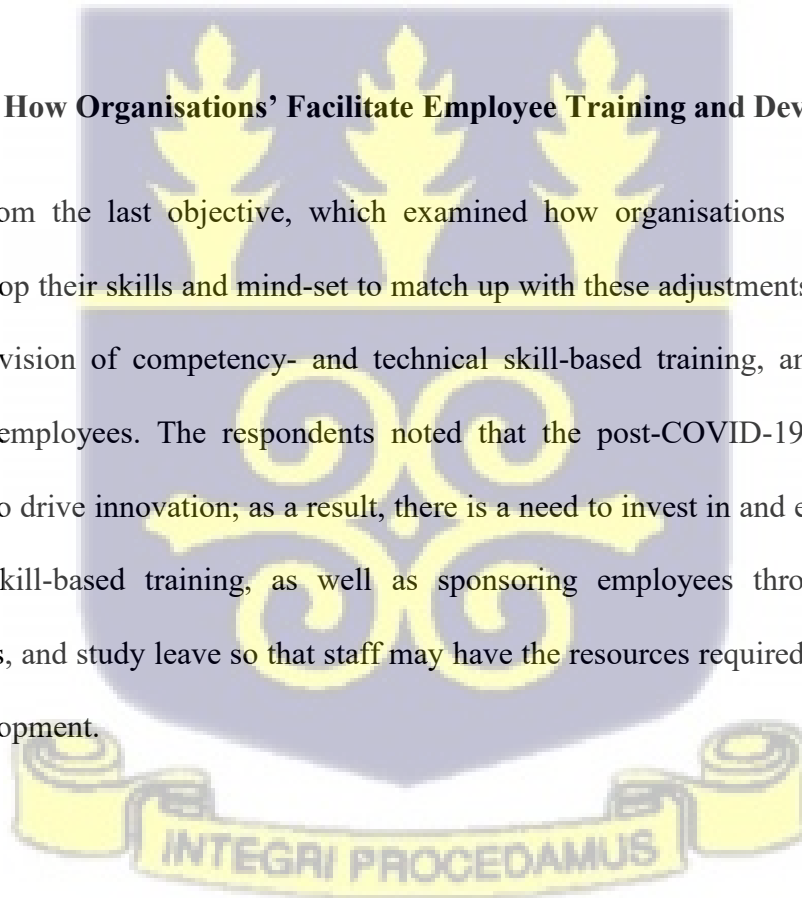 How Organisations’ Facilitate Employee Training and Dev
om the last objective, which examined how organisations
op their skills and mind-set to match up with these adjustments
vision of competency- and technical skill-based training, an
employees. The respondents noted that the post-COVID-19
o drive innovation; as a result, there is a need to invest in and e
kill-based training, as well as sponsoring employees thro
s, and study leave so that staff may have the resources required
opment.
INTEGRI PROCEDAMUS